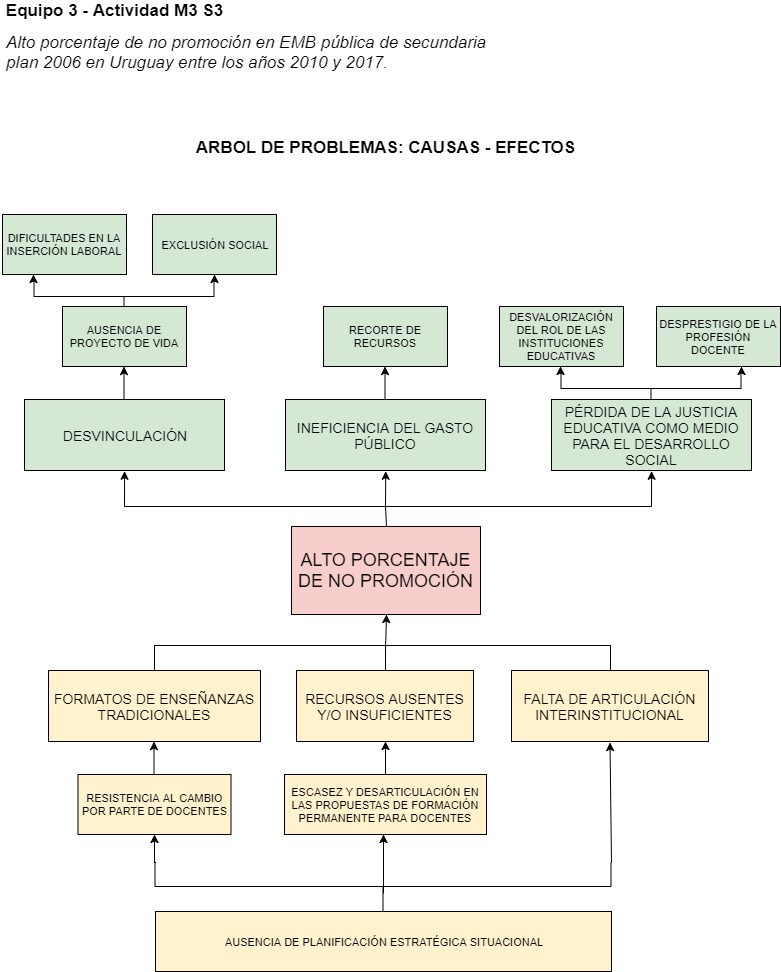 Equipo 3 - Actividad M3 S3
Alto porcentaje de no promoción en EMB pública de secundaria
plan 2006 en Uruguay entre los años 2010 y 2017.
ARBOL DE PROBLEMAS: CAUSAS - EFECTOS
DIFICULTADES EN LA
INSERCIÓN LABORAL
EXCLUSIÓN SOCIAL
AUSENCIA DE
PROYECTO DE VIDA
RECORTE DE
RECURSOS
DESVALORIZACIÓN
DEL ROL DE LAS
INSTITUCIONES
EDUCATIVAS
DESPRESTIGIO DE LA
PROFESIÓN
DOCENTE
DESVINCULACIÓN
INEFICIENCIA DEL GASTO
PÚBLICO
PÉRDIDA DE LA JUSTICIA
EDUCATIVA COMO MEDIO
PARA EL DESARROLLO
SOCIAL
ALTO PORCENTAJE
DE NO PROMOCIÓN
FORMATOS DE ENSEÑANZAS
TRADICIONALES
RECURSOS AUSENTES
Y/O INSUFICIENTES
FALTA DE ARTICULACIÓN
INTERINSTITUCIONAL
RESISTENCIA AL CAMBIO
POR PARTE DE DOCENTES
ESCASEZ Y DESARTICULACIÓN EN
LAS PROPUESTAS DE FORMACIÓN
PERMANENTE PARA DOCENTES
AUSENCIA DE PLANIFICACIÓN ESTRATÉGICA SITUACIONAL